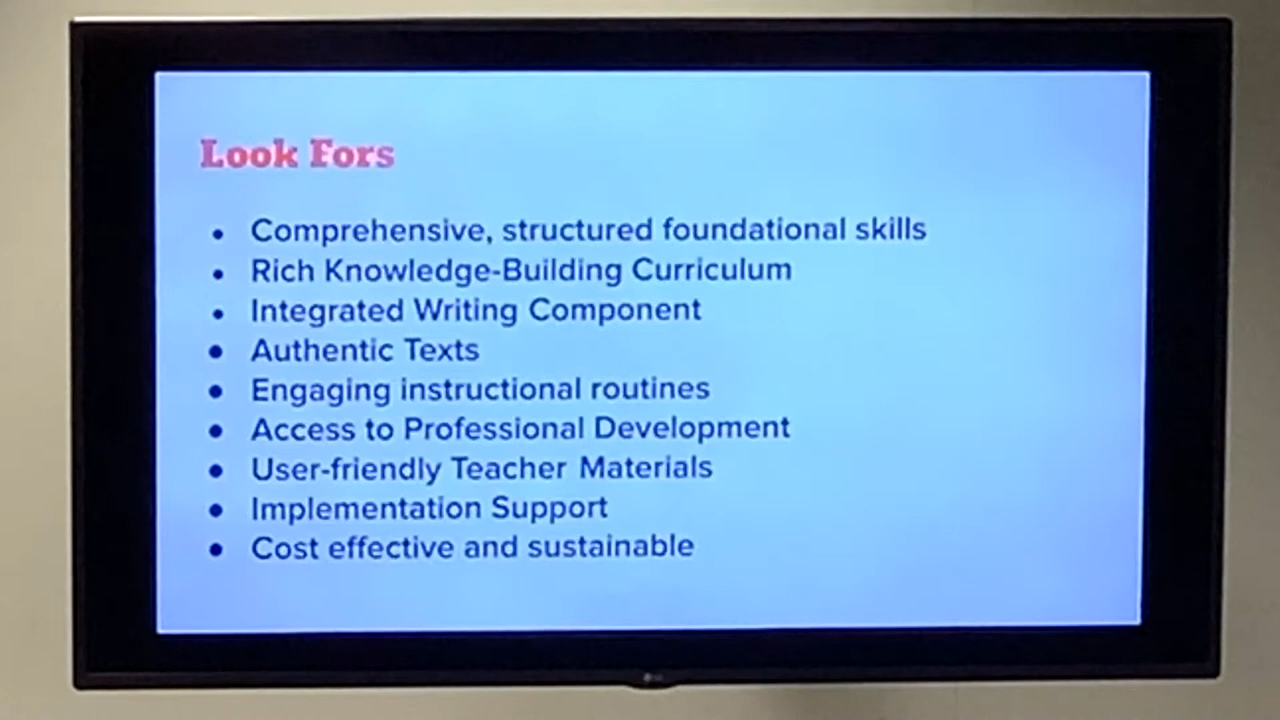 Look Fors
• Comprehensive, structured foundational skills
• Rich Knowledge-Building Curriculum
• Integrated Writing Component
• Authentic Texts
• Engaging instructional routines
• Access to Professional Development
• User-friendly Teacher Materials
• Implementation Support
• Cost effective and sustainable
LG